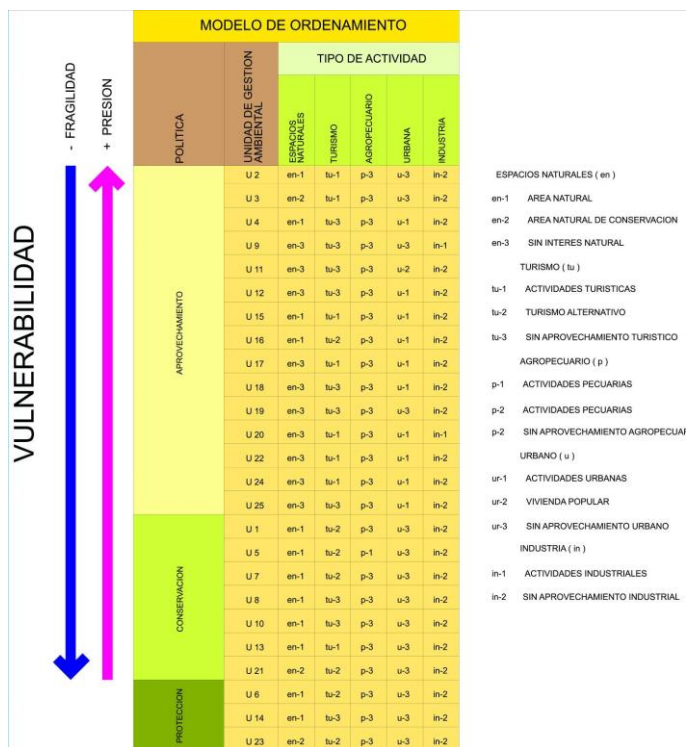 MODELO DE ORDENAMIENTO
TIPO DE ACTIVIDAD
POLITICA
UNIDAD DE GESTION AMBIENTAL
ESPACIOS NATURALES
TURISMO
AGROPECUARIO
URBANA
INDUSTRIA
VULNERABILIDAD
- FRAGILIDAD
+ PRESION
APROVECHAMIENTO
U 2 en-1 tu-1 p-3 u-3 in-2
U 3 en-2 tu-1 p-3 u-3 in-2
U 4 en-1 tu-3 p-3 u-1 in-2
U 9 en-3 tu-3 p-3 u-3 in-1
U 11 en-3 tu-3 p-3 u-2 in-2
U 12 en-3 tu-3 p-3 u-1 in-2
U 15 en-1 tu-1 p-3 u-1 in-2
U 16 en-1 tu-2 p-3 u-1 in-2
U 17 en-3 tu-1 p-3 u-1 in-2
U 18 en-3 tu-3 p-3 u-1 in-2
U 19 en-3 tu-3 p-3 u-3 in-2
U 20 en-3 tu-1 p-3 u-1 in-1
U 22 en-3 tu-1 p-3 u-1 in-2
U 24 en-3 tu-1 p-3 u-1 in-2
U 25 en-3 tu-3 p-3 u-1 in-2
CONSERVACION
U 1 en-1 tu-2 p-3 u-3 in-2
U 5 en-1 tu-2 p-1 u-3 in-2
U 7 en-1 tu-2 p-3 u-3 in-2
U 8 en-1 tu-3 p-3 u-3 in-2
U 10 en-1 tu-3 p-3 u-3 in-2
U 13 en-1 tu-1 p-3 u-3 in-2
U 21 en-2 tu-2 p-3 u-3 in-2
PROTECCION
U 6 en-1 tu-2 p-3 u-3 in-2
U 14 en-1 tu-3 p-3 u-3 in-2
U 23 en-2 tu-2 p-3 u-3 in-2
ESPACIOS NATURALES ( en )
en-1 AREA NATURAL
en-2 AREA NATURAL DE CONSERVACION
en-3 SIN INTERES NATURAL
TURISMO ( tu )
tu-1 ACTIVIDADES TURISTICAS
tu-2 TURISMO ALTERNATIVO
tu-3 SIN APROVECHAMIENTO TURISTICO
AGROPECUARIO ( p )
p-1 ACTIVIDADES PECUARIAS
p-2 ACTIVIDADES PECUARIAS
p-2 SIN APROVECHAMIENTO AGROPECUAR
URBANO ( u )
ur-1 ACTIVIDADES URBANAS
ur-2 VIVIENDA POPULAR
ur-3 SIN APROVECHAMIENTO URBANO
INDUSTRIA ( in )
in-1 ACTIVIDADES INDUSTRIALES
in-2 SIN APROVECHAMIENTO INDUSTRIAL